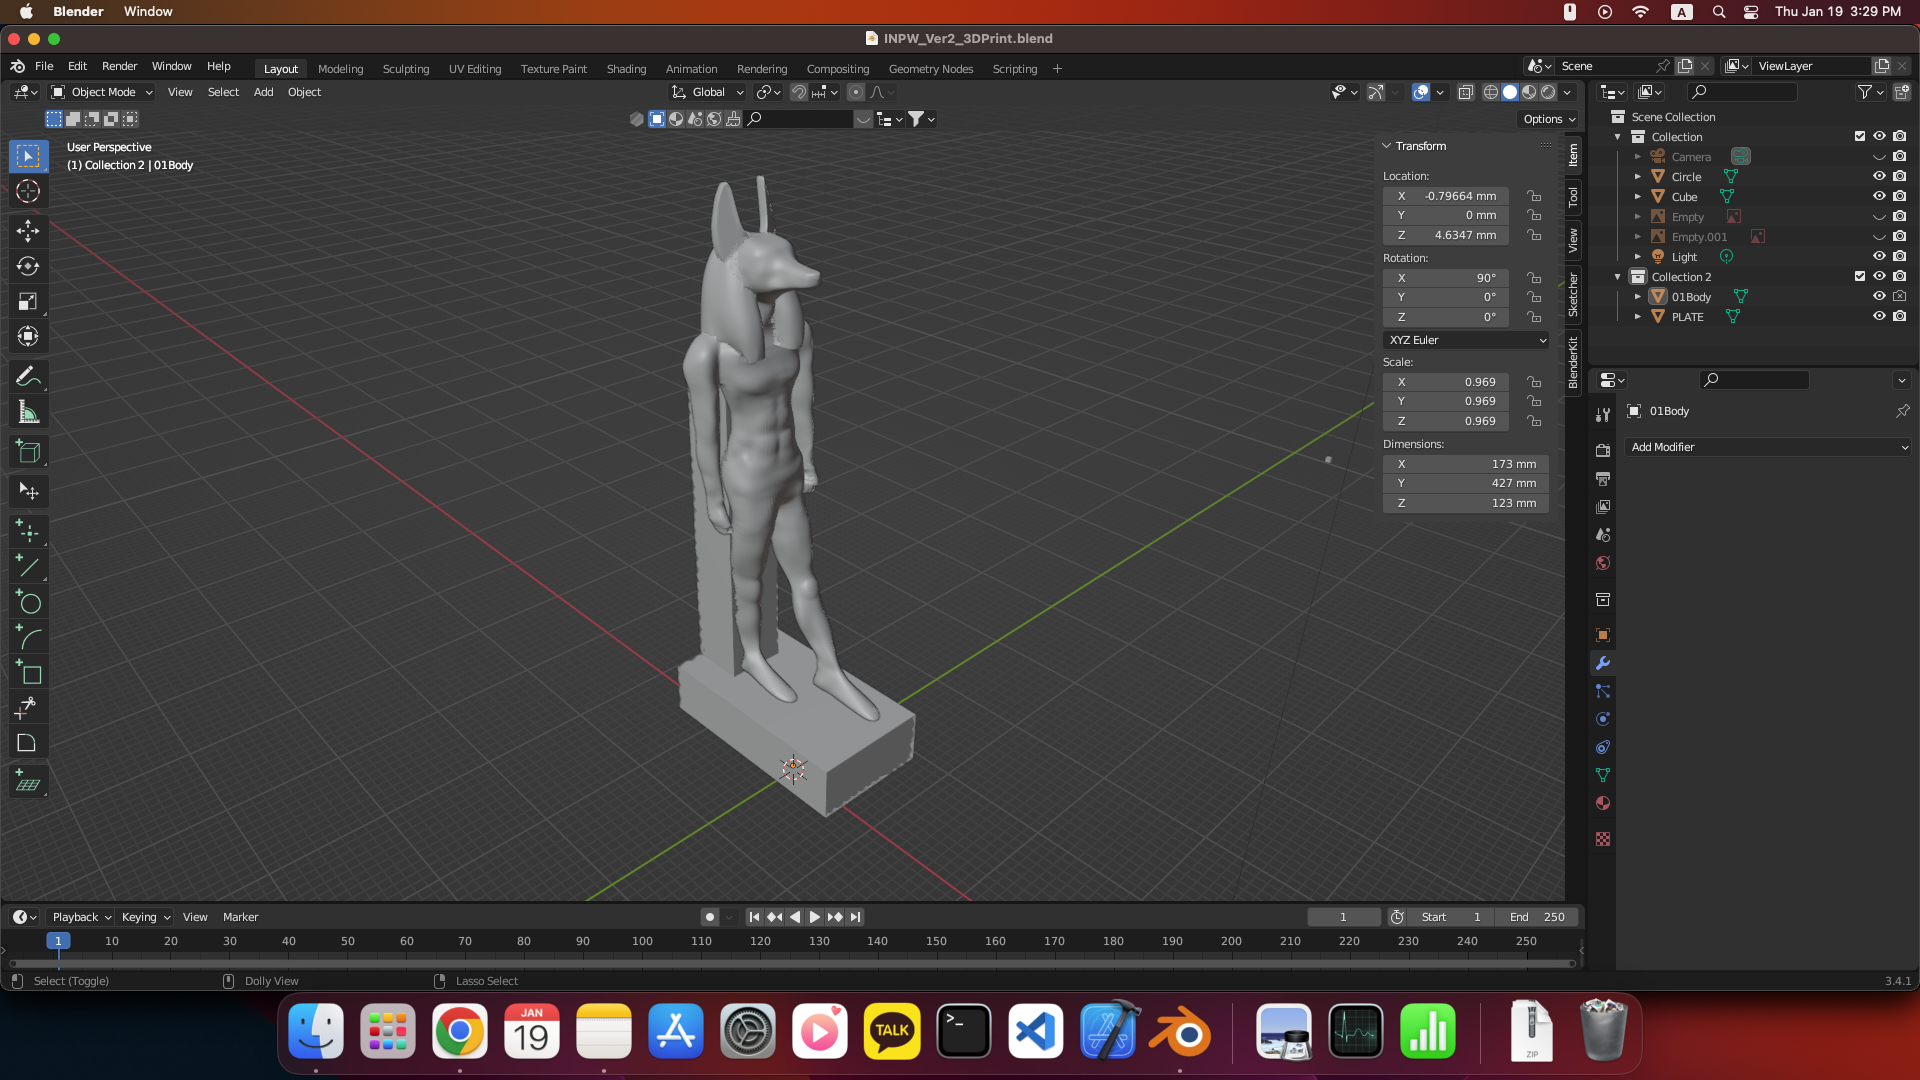 Blender Window
A Thu Jan 19 3:29 PM
INPW_Ver2_3DPrint.blend
File Edit Render Window Help
Layout Modeling Sculpting UV Editing Texture Paint Shading Animation Rendering Compositing Geometry Nodes Scripting +
Scene
ViewLayer
Object Mode View Select Add Object
Global
Options
User Perspective
(1) Collection 2 | 01Body
Transform
Location:
X -0.79664 mm
Y 0 mm
Z 4.6347 mm
Rotation:
X 90°
Y 0°
Z 0°
XYZ Euler
Scale:
X 0.969
Y 0.969
Z 0.969
Dimensions:
X 173 mm
Y 427 mm
Z 123 mm
Item
Tool
View
Sketcher
BlenderKit
Scene Collection
Collection
Camera
Circle
Cube
Empty
Empty.001
Light
Collection 2
01Body
PLATE
01Body
Add Modifier
Playback Keying View Marker
1 Start 1 End 250
1 10 20 30 40 50 60 70 80 90 100 110 120 130 140 150 160 170 180 190 200 210 220 230 240 250
Select (Toggle) Dolly View Lasso Select 3.4.1
JAN
19
TALK
>_
ZIP